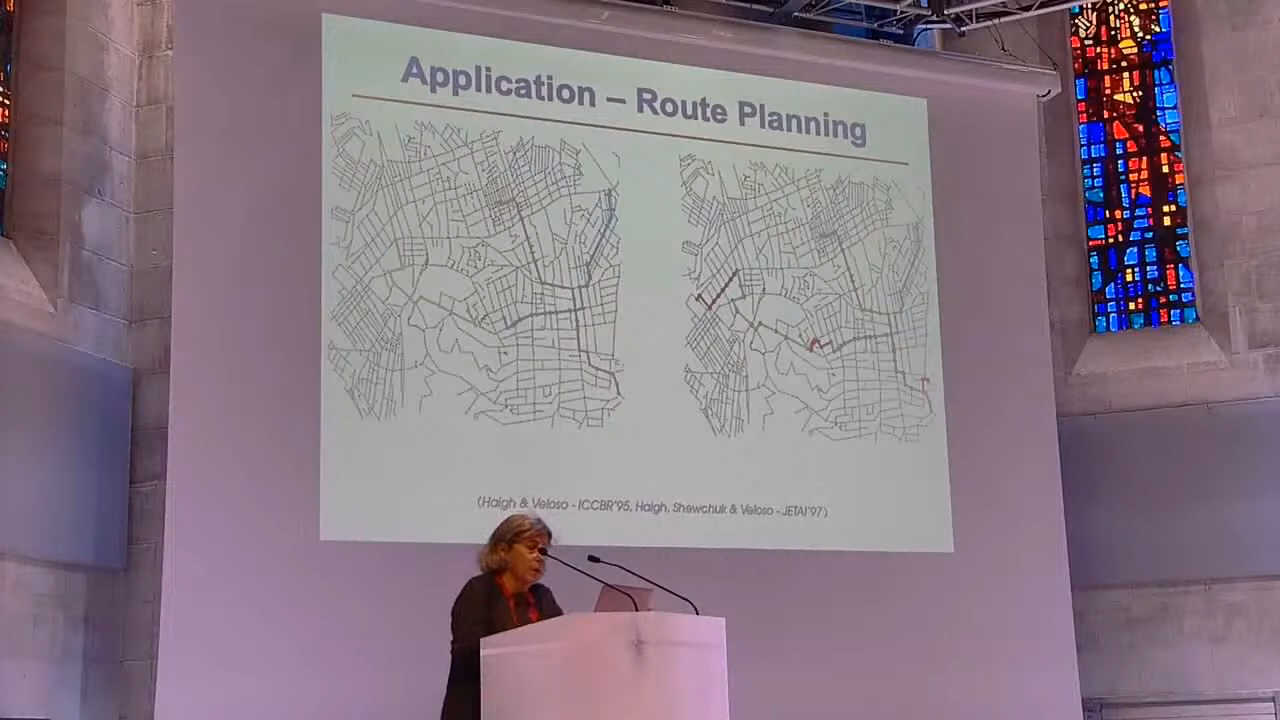 Application – Route Planning
(Haigh & Veloso - ICCBR'95, Haigh, Shewchuk & Veloso - JETAI'97)